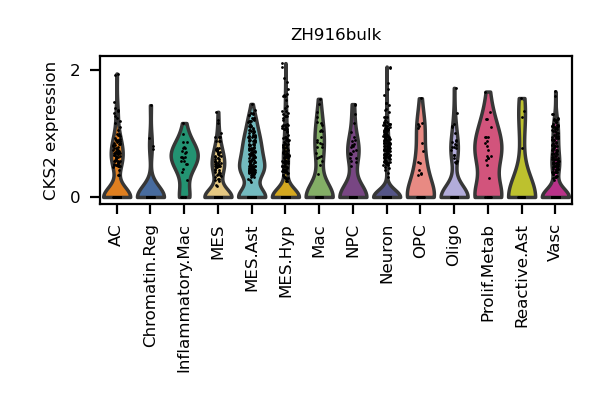 ZH916bulk
CKS2 expression
2
0
AC
Chromatin.Reg
Inflammatory.Mac
MES
MES.Ast
MES.Hyp
Mac
NPC
Neuron
OPC
Oligo
Prolif.Metab
Reactive.Ast
Vasc